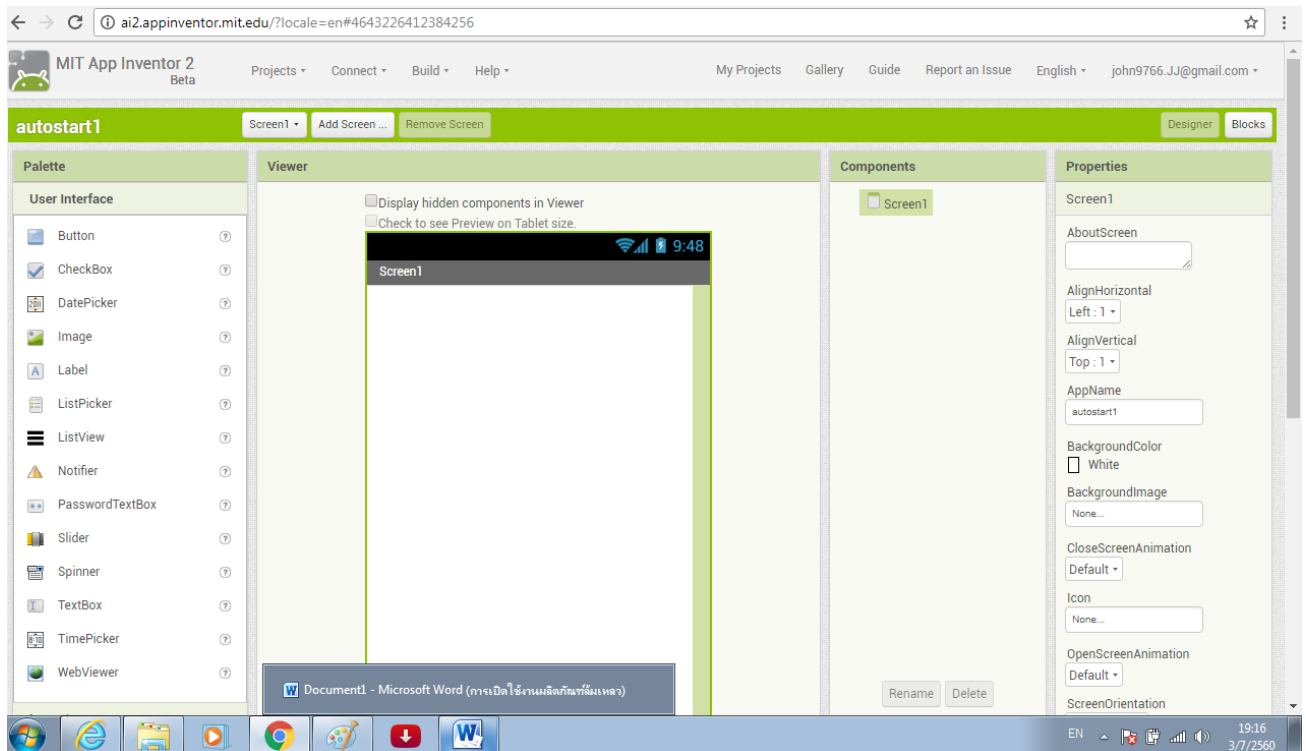 ai2.appinventor.mit.edu/?locale=en#4643226412384256
MIT App Inventor 2
Beta
Projects
Connect
Build
Help
My Projects
Gallery
Guide
Report an Issue
English
john9766.JJ@gmail.com
autostart1
Screen1
Add Screen ...
Remove Screen
Designer
Blocks
Palette
User Interface
Button
CheckBox
DatePicker
Image
Label
ListPicker
ListView
Notifier
PasswordTextBox
Slider
Spinner
TextBox
TimePicker
WebViewer
Viewer
Display hidden components in Viewer
Check to see Preview on Tablet size.
9:48
Screen1
Components
Screen1
Rename
Delete
Properties
Screen1
AboutScreen
AlignHorizontal
Left : 1
AlignVertical
Top : 1
AppName
autostart1
BackgroundColor
White
BackgroundImage
None...
CloseScreenAnimation
Default
Icon
None...
OpenScreenAnimation
Default
ScreenOrientation
Document1 - Microsoft Word (การเปิดใช้งานผลิตภัณฑ์ล้มเหลว)
EN
19:16
3/7/2560